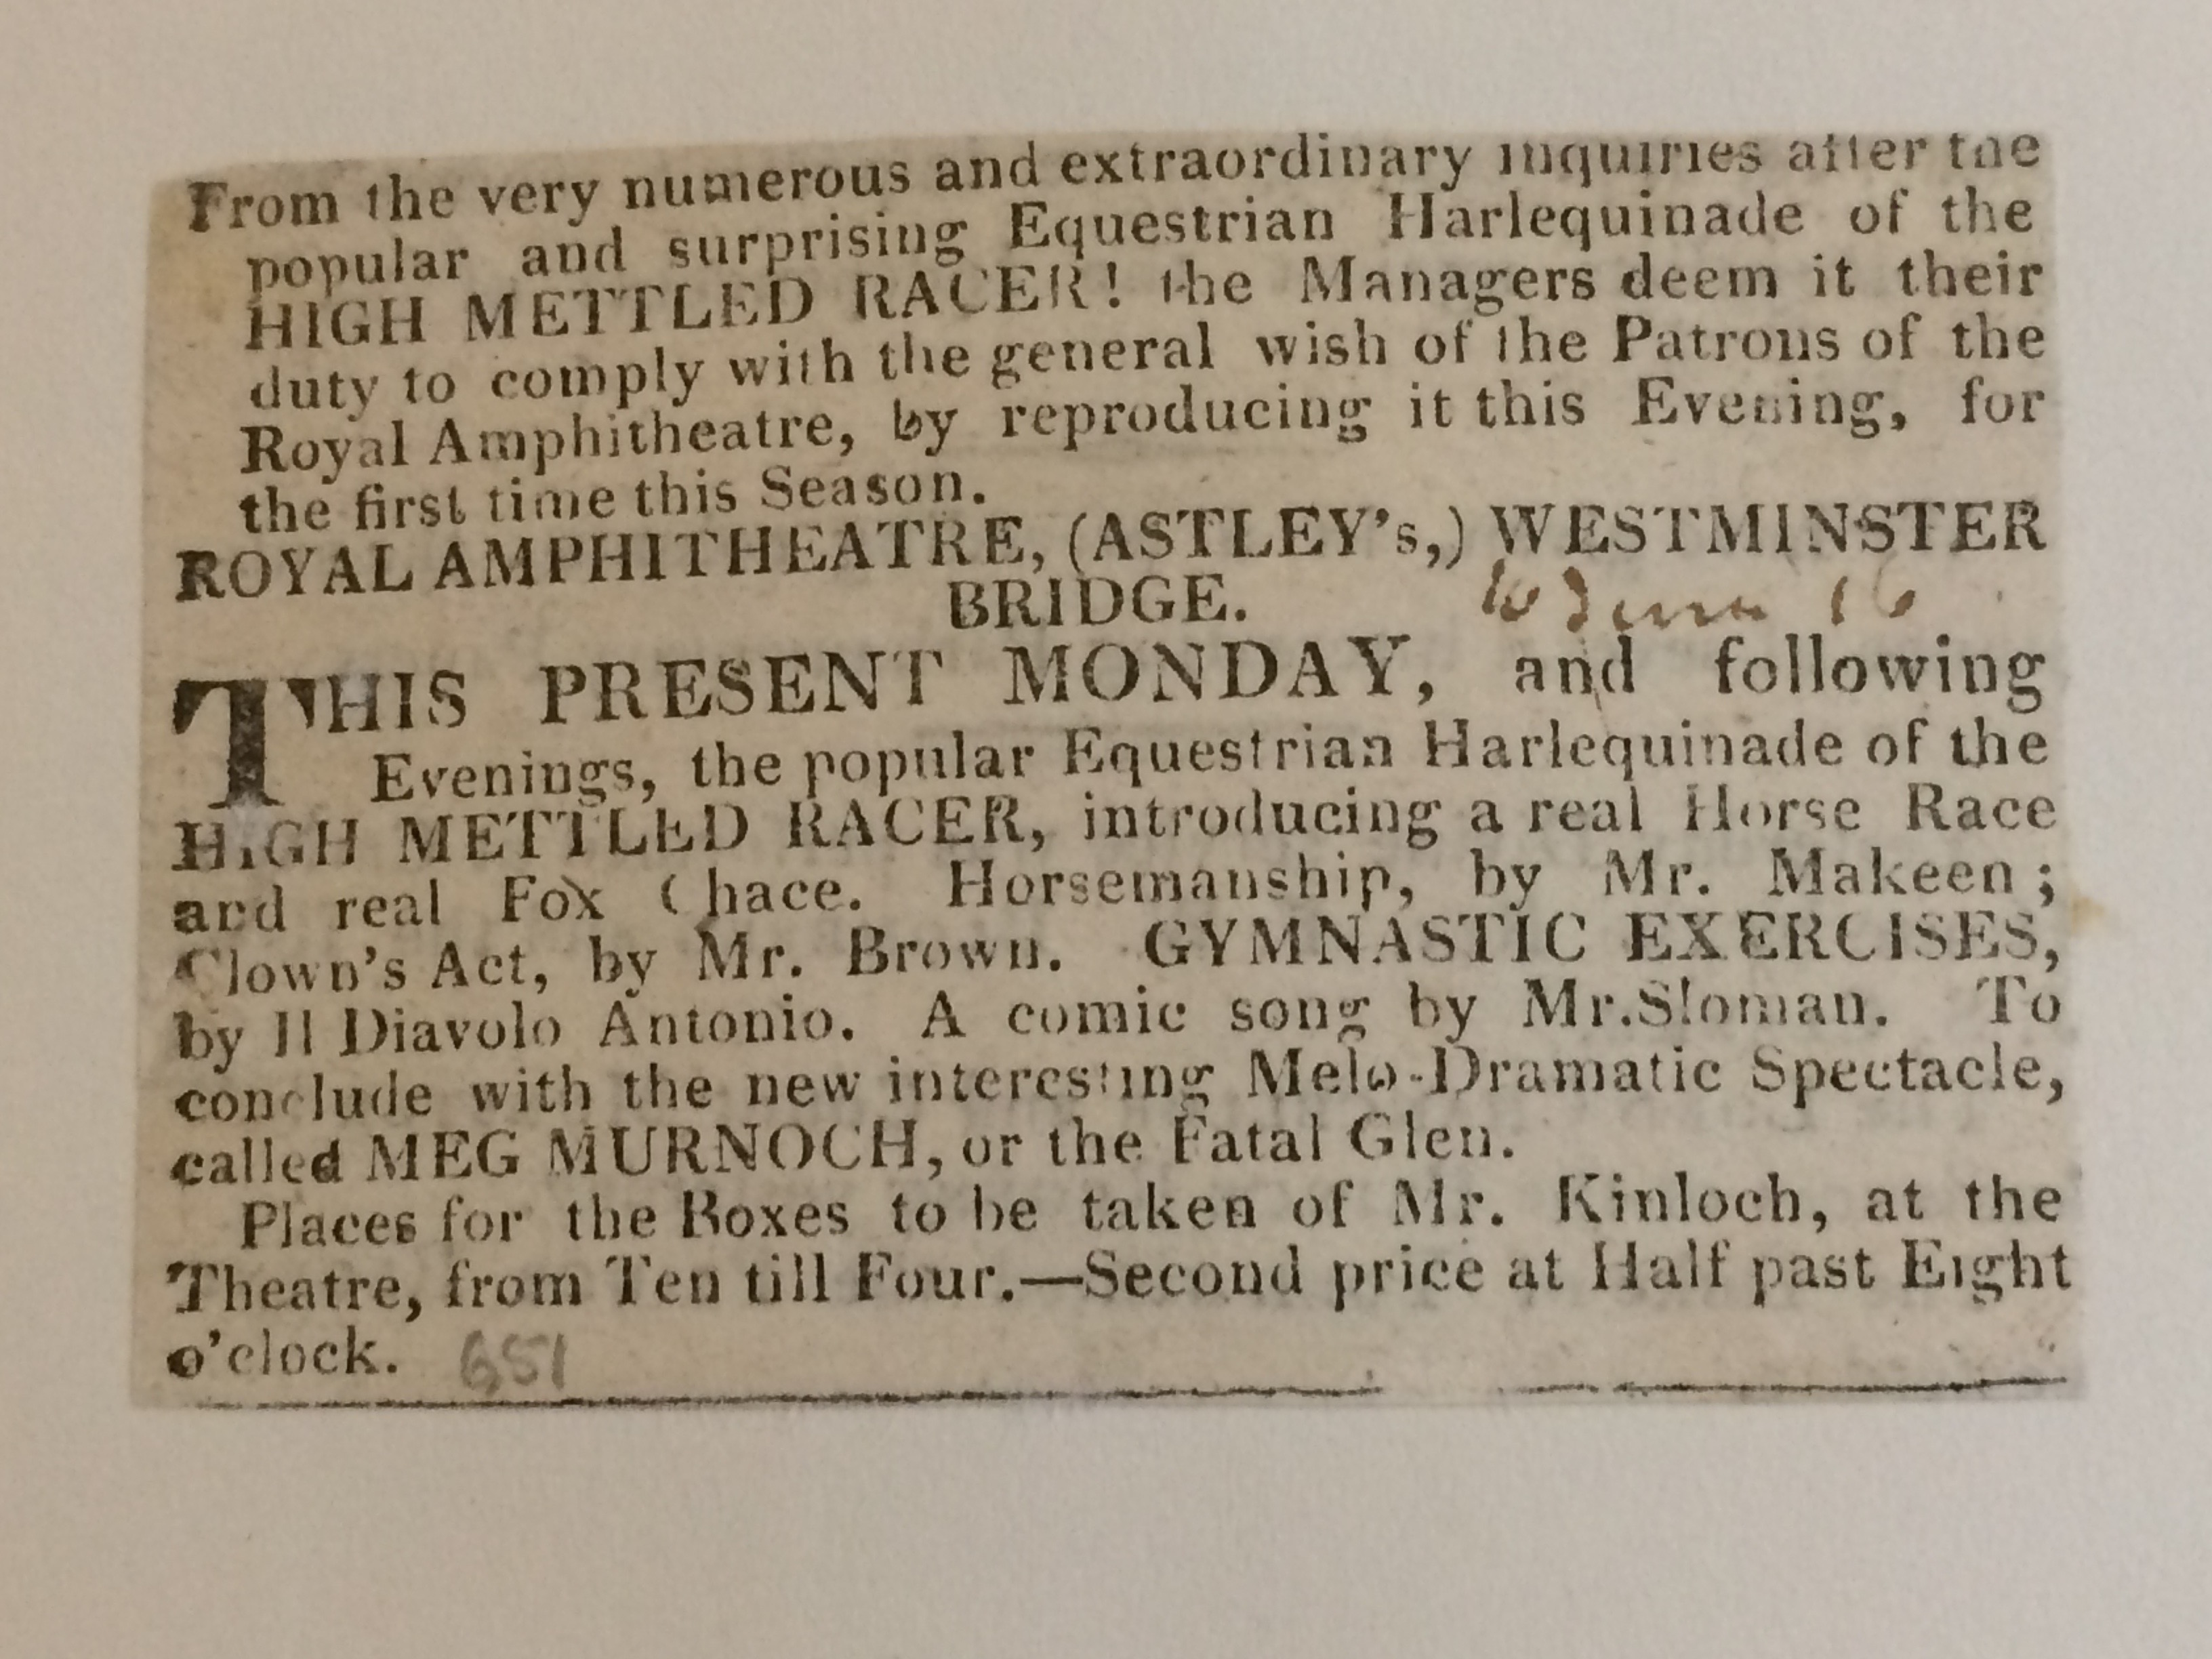 From the very numerous and extraordinary inquiries after the
popular and surprising Equestrian Harlequinade of the
HIGH METTLED RACER! the Managers deem it their
duty to comply with the general wish of the Patrons of the
Royal Amphitheatre, by reproducing it this Evening, for
the first time this Season.
ROYAL AMPHITHEATRE, (ASTLEY's,) WESTMINSTER
BRIDGE.
10 June 16
THIS PRESENT MONDAY, and following
Evenings, the popular Equestrian Harlequinade of the
HIGH METTLED RACER, introducing a real Horse Race
and real Fox Chace. Horsemanship, by Mr. Makeen;
Clown's Act, by Mr. Brown. GYMNASTIC EXERCISES,
by Il Diavolo Antonio. A comic song by Mr.Sloman. To
conclude with the new interesting Melo-Dramatic Spectacle,
called MEG MURNOCH, or the Fatal Glen.
Places for the Boxes to be taken of Mr. Kinloch, at the
Theatre, from Ten till Four.—Second price at Half past Eight
o'clock. 651